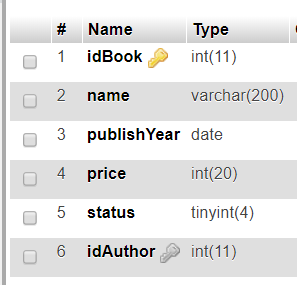 # Name Type
1 idBook int(11)
2 name varchar(200)
3 publishYear date
4 price int(20)
5 status tinyint(4)
6 idAuthor int(11)